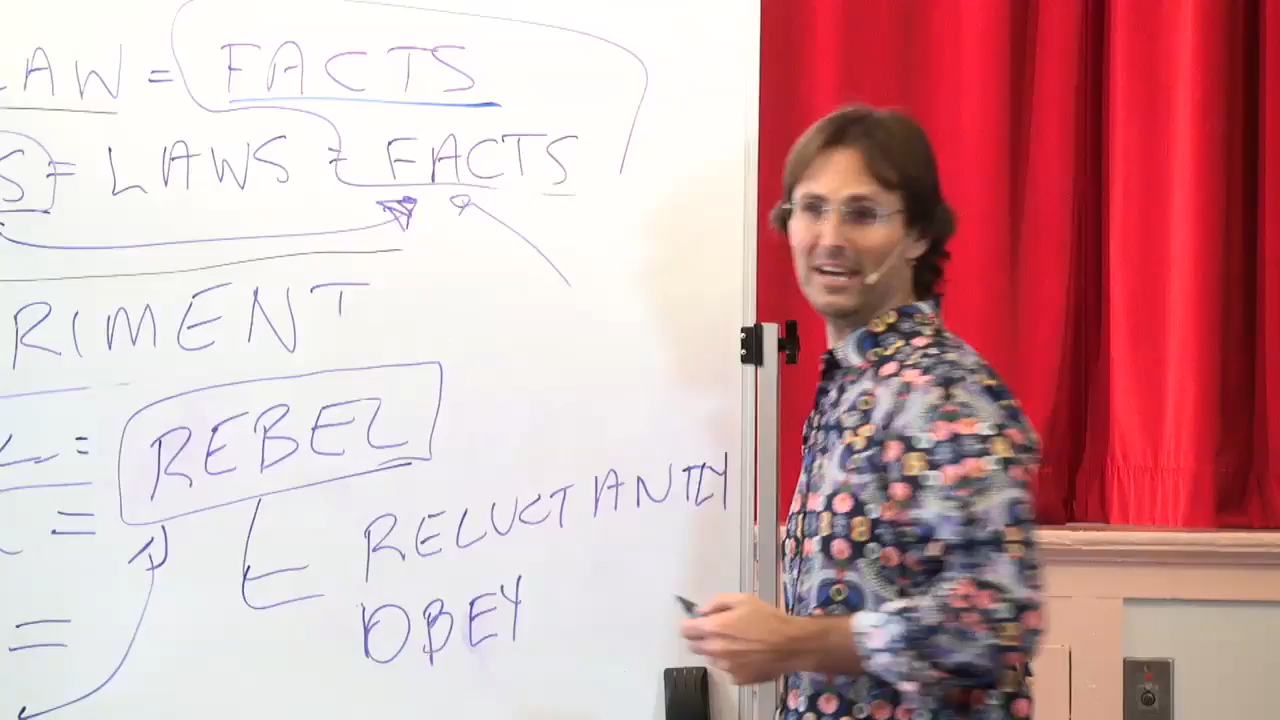 LAW = FACTS
S = LAWS = FACTS
RIMENT
= REBEL
=
RELUCTANTLY
OBEY
=